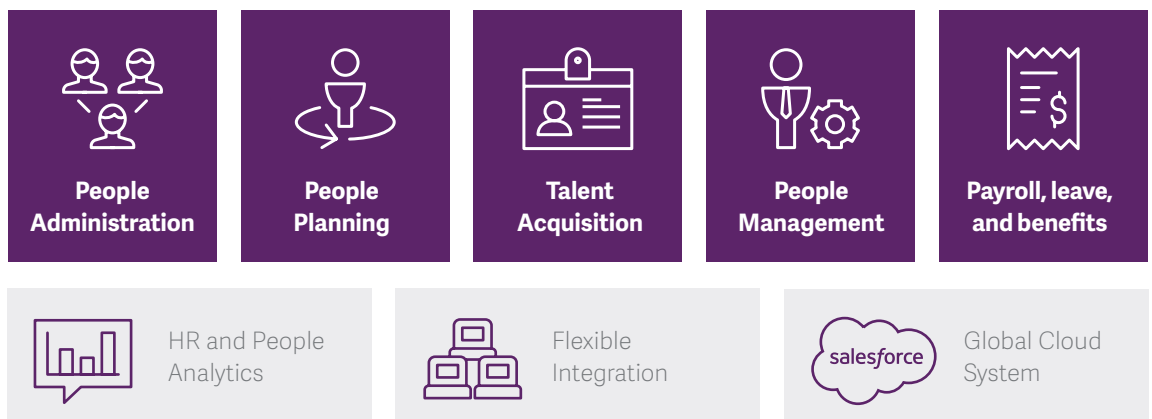 People
Administration
People
Planning
Talent
Acquisition
People
Management
Payroll, leave,
and benefits
$
HR and People
Analytics
Flexible
Integration
salesforce
Global Cloud
System